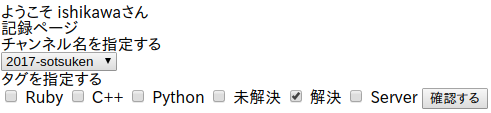 ようこそ ishikawaさん
記録ページ
チャンネル名を指定する
2017-sotsuken
タグを指定する
Ruby C++ Python 未解決 解決 Server 確認する